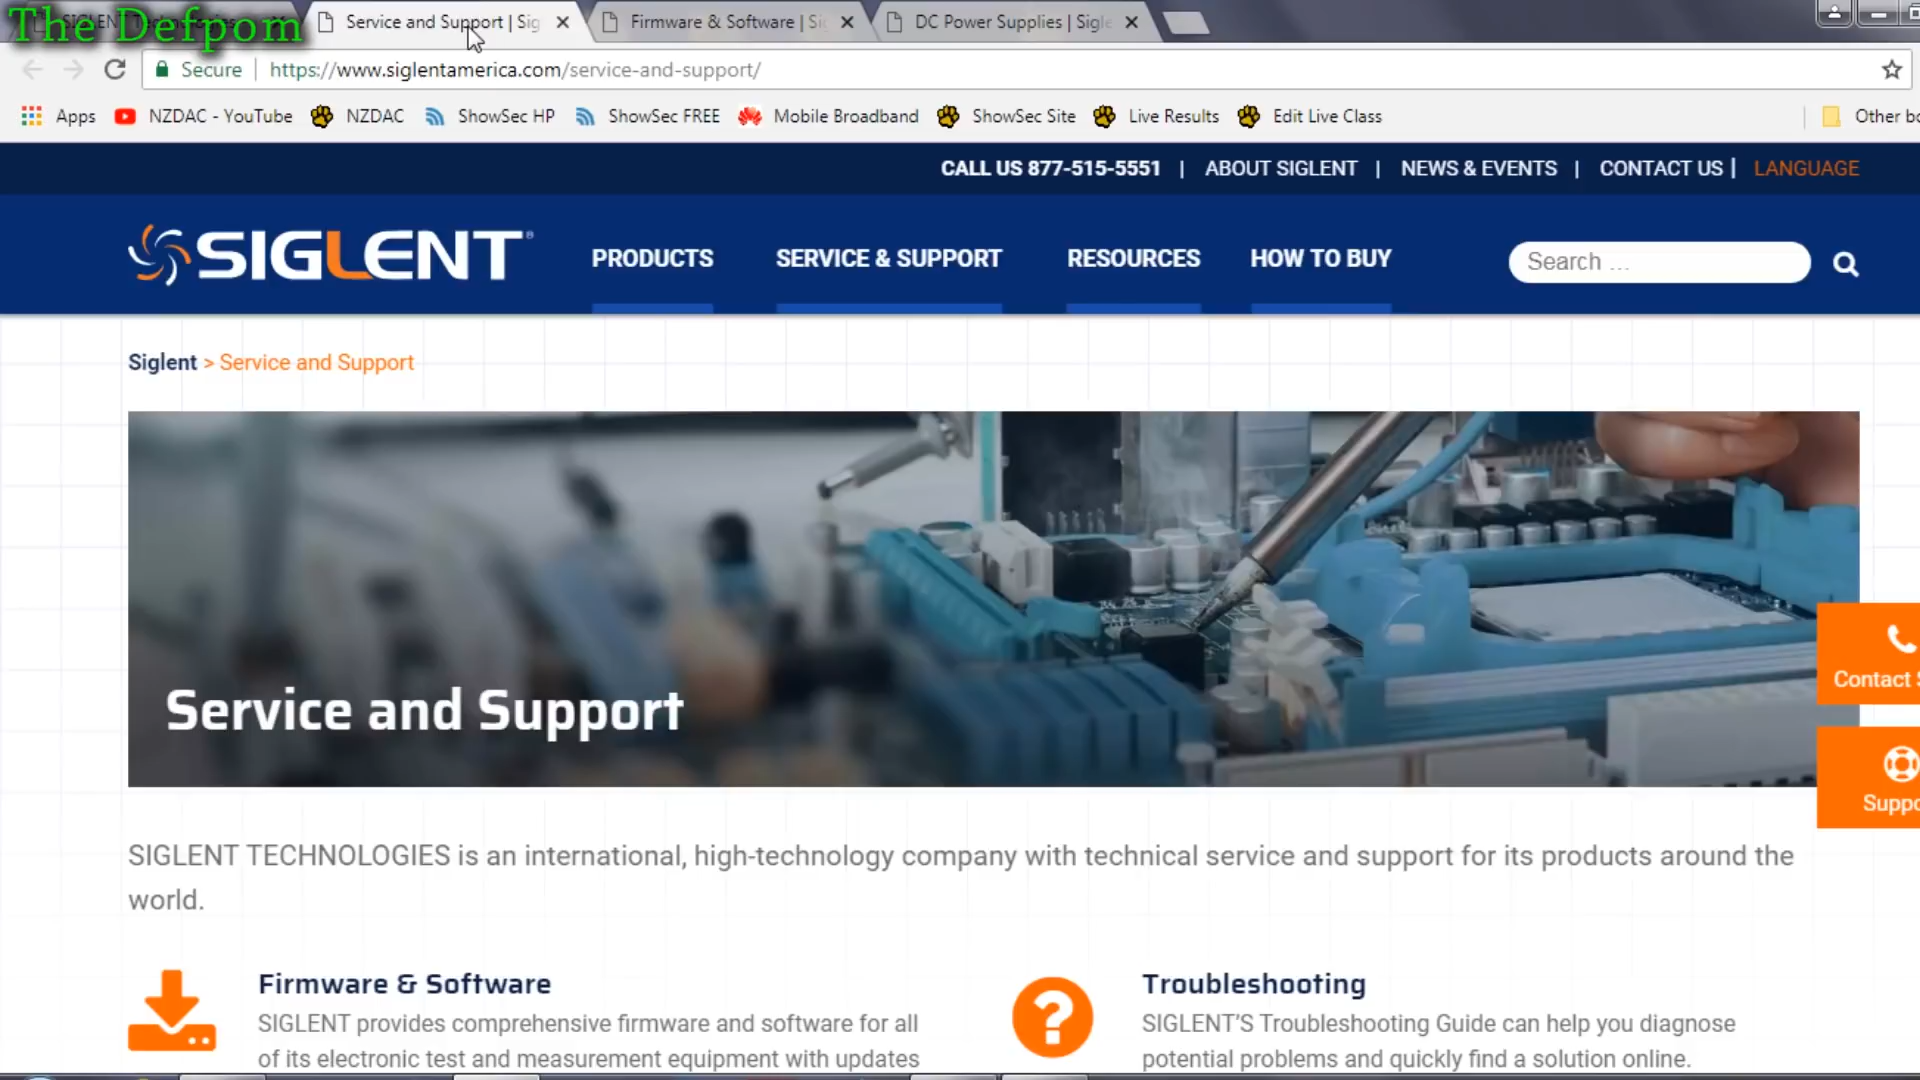 The Defpom
Service and Support | Sig
Firmware & Software | Si
DC Power Supplies | Sigle
Secure
https://www.siglentamerica.com/service-and-support/
Apps
NZDAC - YouTube
NZDAC
ShowSec HP
ShowSec FREE
Mobile Broadband
ShowSec Site
Live Results
Edit Live Class
Other bo
CALL US 877-515-5551 | ABOUT SIGLENT | NEWS & EVENTS | CONTACT US | LANGUAGE
SIGLENT®
PRODUCTS
SERVICE & SUPPORT
RESOURCES
HOW TO BUY
Search ...
Siglent > Service and Support
Service and Support
Contact S
Suppo
SIGLENT TECHNOLOGIES is an international, high-technology company with technical service and support for its products around the
world.
Firmware & Software
SIGLENT provides comprehensive firmware and software for all
of its electronic test and measurement equipment with updates
Troubleshooting
SIGLENT'S Troubleshooting Guide can help you diagnose
potential problems and quickly find a solution online.